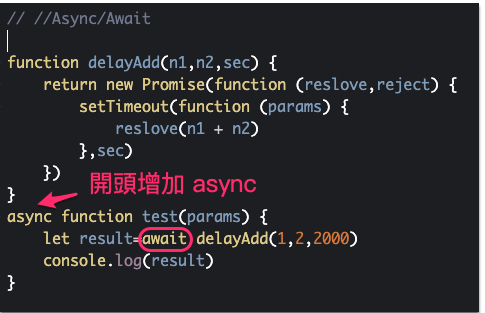 // //Async/Await
function delayAdd(n1,n2,sec) {
    return new Promise(function (reslove,reject) {
        setTimeout(function (params) {
            reslove(n1 + n2)
        },sec)
    })
}
開頭增加 async
async function test(params) {
    let result=await delayAdd(1,2,2000)
    console.log(result)
}